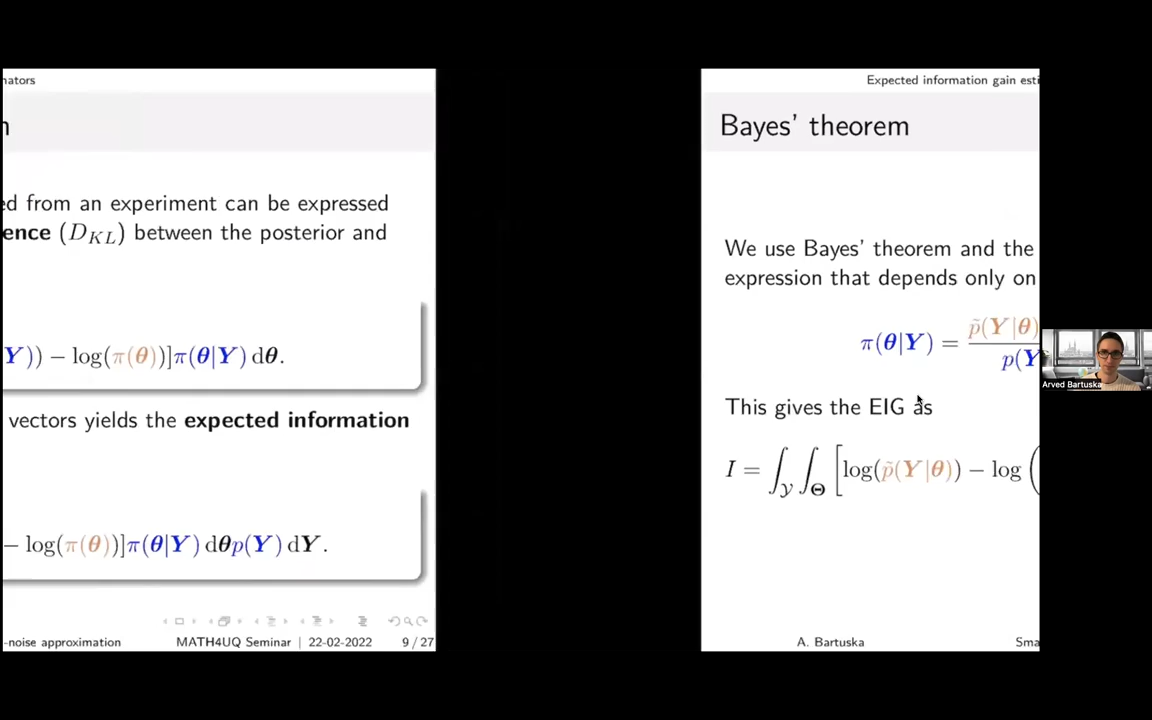 nators
n
ed from an experiment can be expressed
ence (D_{KL}) between the posterior and
Y)) − log(π(θ))]π(θ|Y) dθ.
vectors yields the expected information
− log(π(θ))]π(θ|Y) dθp(Y) dY.
-noise approximation MATH4UQ Seminar | 22-02-2022 9 / 27
Expected information gain esti
Bayes' theorem
We use Bayes' theorem and the
expression that depends only on
π(θ|Y) = p̃(Y|θ)
p(Y
This gives the EIG as
I = ∫_Y ∫_Θ [log(p̃(Y|θ)) − log (
A. Bartuska Sma
Arved Bartuska